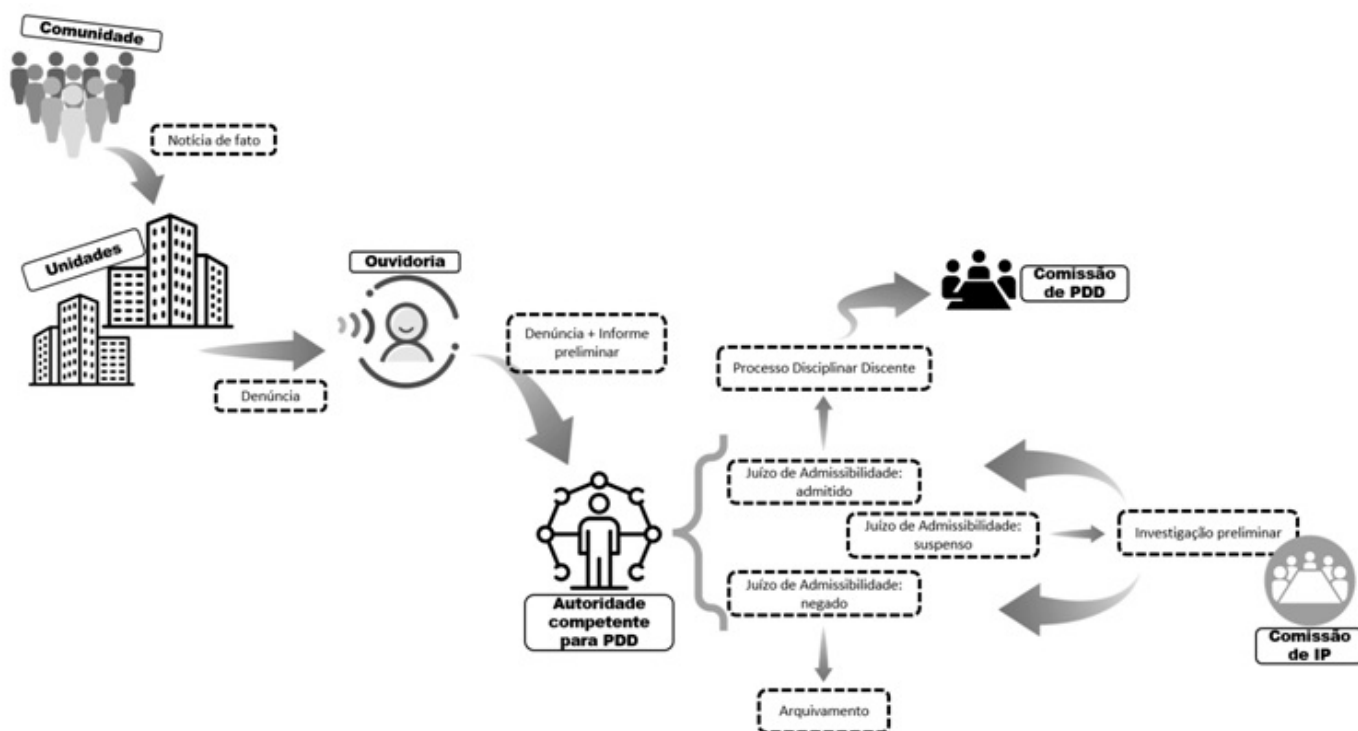 Comunidade
Notícia de fato
Unidades
Ouvidoria
Denúncia
Denúncia + Informe
preliminar
Comissão
de PDD
Processo Disciplinar Discente
Juízo de Admissibilidade:
admitido
Juízo de Admissibilidade:
suspenso
Investigação preliminar
Juízo de Admissibilidade:
negado
Autoridade
competente
para PDD
Comissão
de IP
Arquivamento